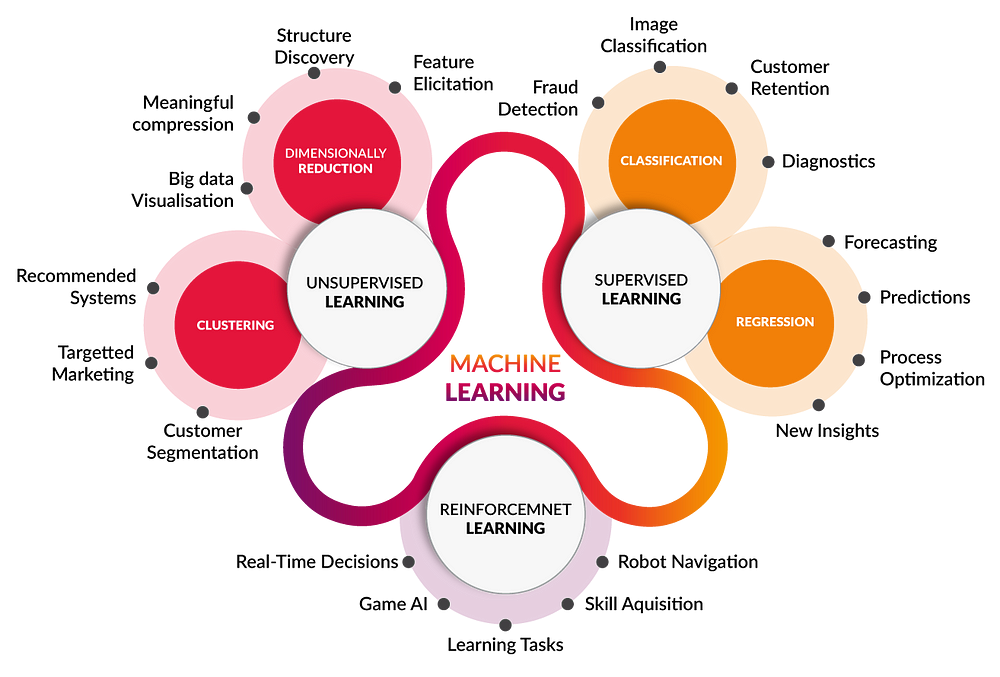 Structure
Discovery
Feature
Elicitation
Meaningful
compression
Big data
Visualisation
DIMENSIONALLY
REDUCTION
UNSUPERVISED
LEARNING
Recommended
Systems
Targetted
Marketing
Customer
Segmentation
CLUSTERING
Image
Classification
Fraud
Detection
Customer
Retention
Diagnostics
CLASSIFICATION
SUPERVISED
LEARNING
Forecasting
Predictions
Process
Optimization
New Insights
REGRESSION
MACHINE
LEARNING
REINFORCEMNET
LEARNING
Real-Time Decisions
Game AI
Learning Tasks
Skill Aquisition
Robot Navigation